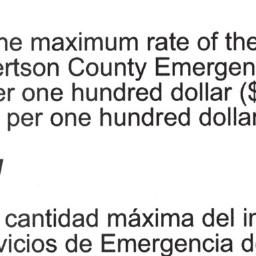 he maximum rate of the
ertson County Emergen
er one hundred dollar ($
per one hundred dollar
cantidad máxima del i
vicios de Emergencia d